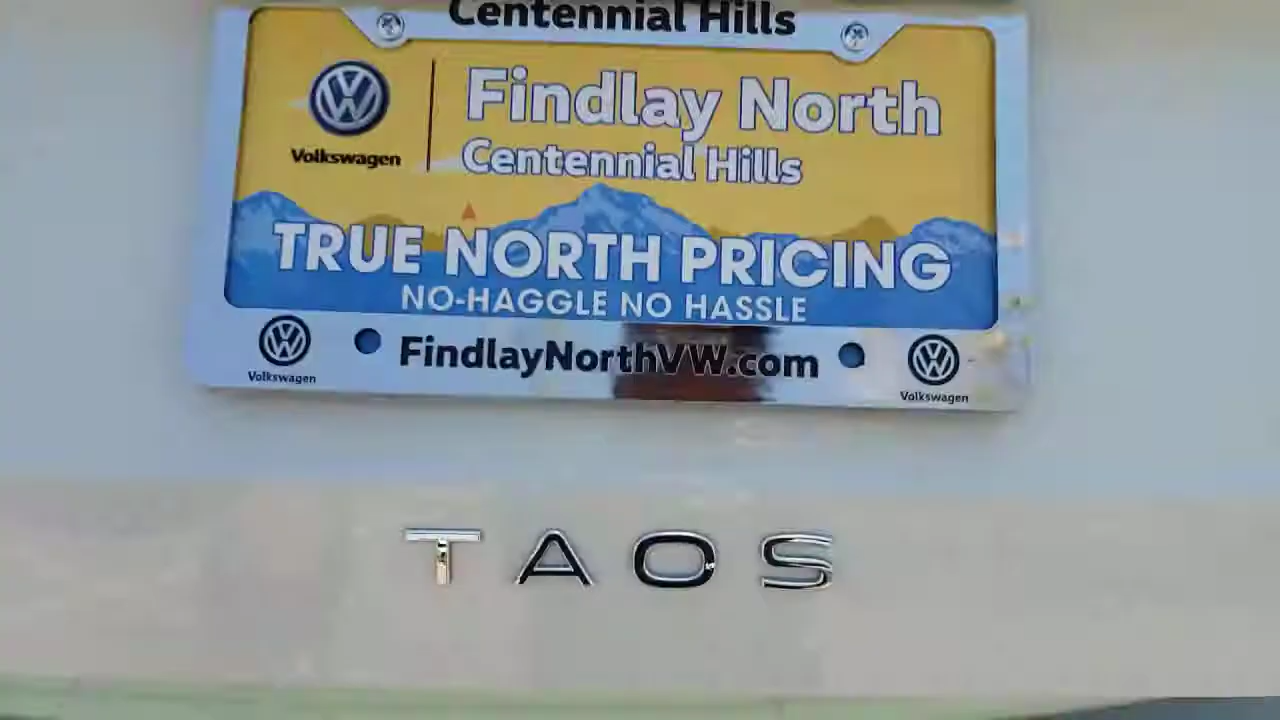 Centennial Hills
Findlay North
Volkswagen
Centennial Hills
TRUE NORTH PRICING
NO-HAGGLE NO HASSLE
FindlayNorthVW.com
Volkswagen
Volkswagen
TAOS